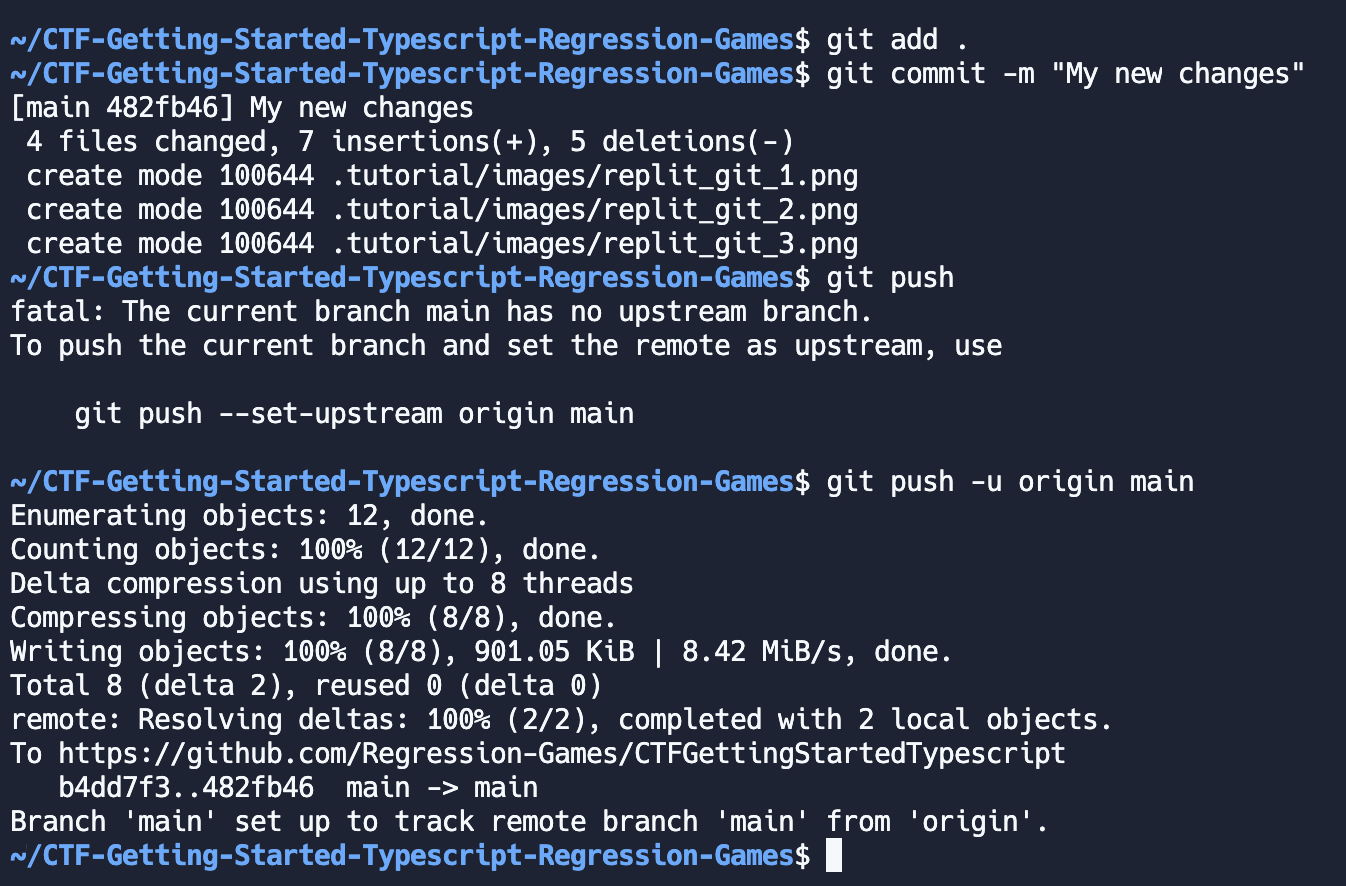 ~/CTF-Getting-Started-Typescript-Regression-Games$ git add .
~/CTF-Getting-Started-Typescript-Regression-Games$ git commit -m "My new changes"
[main 482fb46] My new changes
 4 files changed, 7 insertions(+), 5 deletions(-)
 create mode 100644 .tutorial/images/replit_git_1.png
 create mode 100644 .tutorial/images/replit_git_2.png
 create mode 100644 .tutorial/images/replit_git_3.png
~/CTF-Getting-Started-Typescript-Regression-Games$ git push
fatal: The current branch main has no upstream branch.
To push the current branch and set the remote as upstream, use
    git push --set-upstream origin main
~/CTF-Getting-Started-Typescript-Regression-Games$ git push -u origin main
Enumerating objects: 12, done.
Counting objects: 100% (12/12), done.
Delta compression using up to 8 threads
Compressing objects: 100% (8/8), done.
Writing objects: 100% (8/8), 901.05 KiB | 8.42 MiB/s, done.
Total 8 (delta 2), reused 0 (delta 0)
remote: Resolving deltas: 100% (2/2), completed with 2 local objects.
To https://github.com/Regression-Games/CTFGettingStartedTypescript
   b4dd7f3..482fb46  main -> main
Branch 'main' set up to track remote branch 'main' from 'origin'.
~/CTF-Getting-Started-Typescript-Regression-Games$